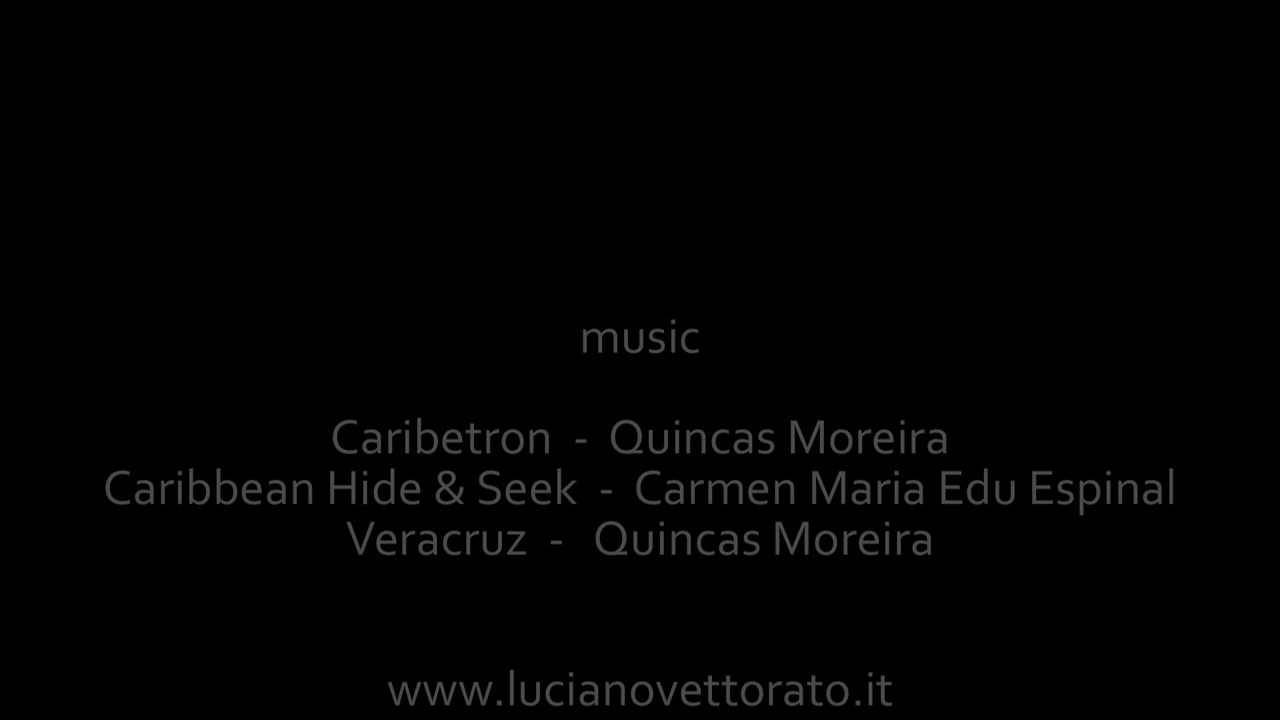 music
Caribetron - Quincas Moreira
Caribbean Hide & Seek - Carmen Maria Edu Espinal
Veracruz - Quincas Moreira
www.lucianovettorato.it